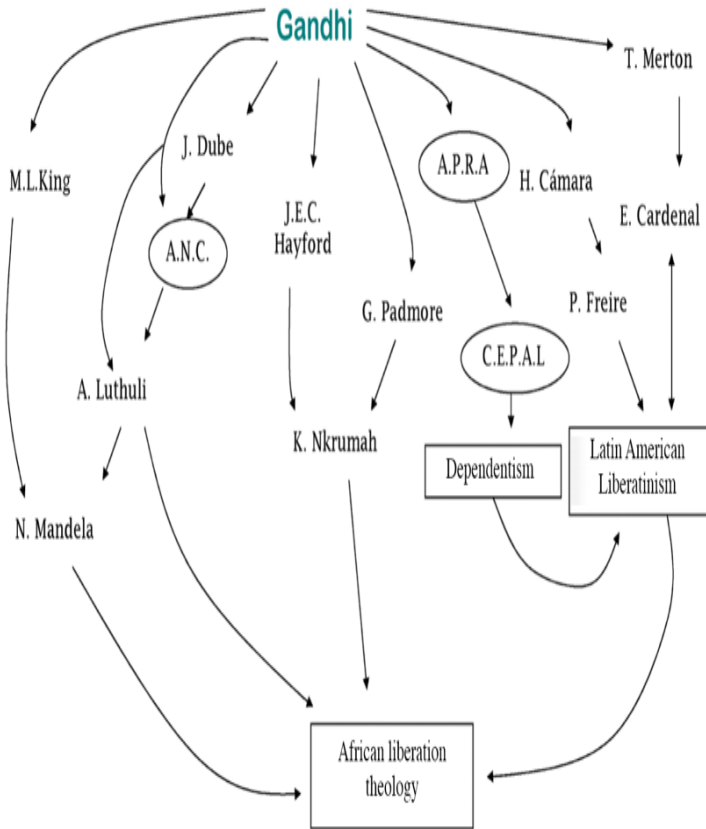 Gandhi
T. Merton
J. Dube
A.P.R.A
M.L.King
H. Cámara
J.E.C.
Hayford
E. Cardenal
A.N.C.
G. Padmore
P. Freire
C.E.P.A.L
A. Luthuli
K. Nkrumah
Dependentism
Latin American
Liberatinism
N. Mandela
African liberation
theology